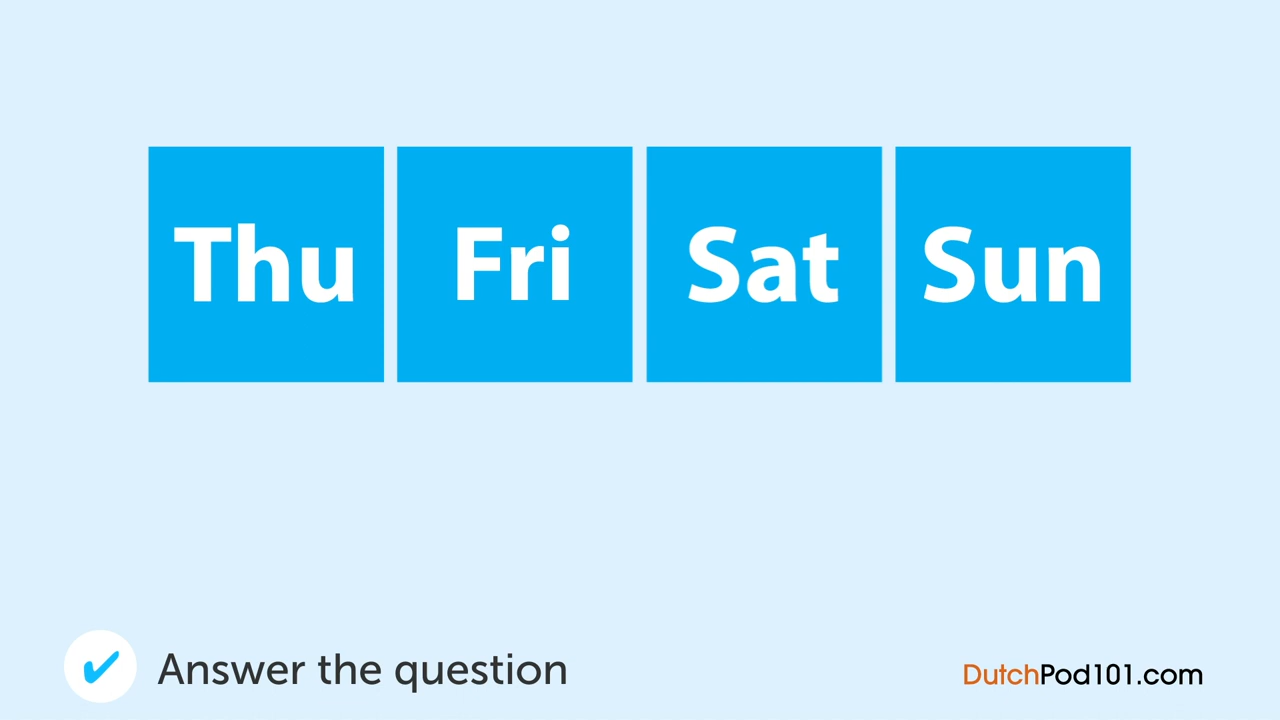 Thu Fri Sat Sun
✔ Answer the question
DutchPod101.com